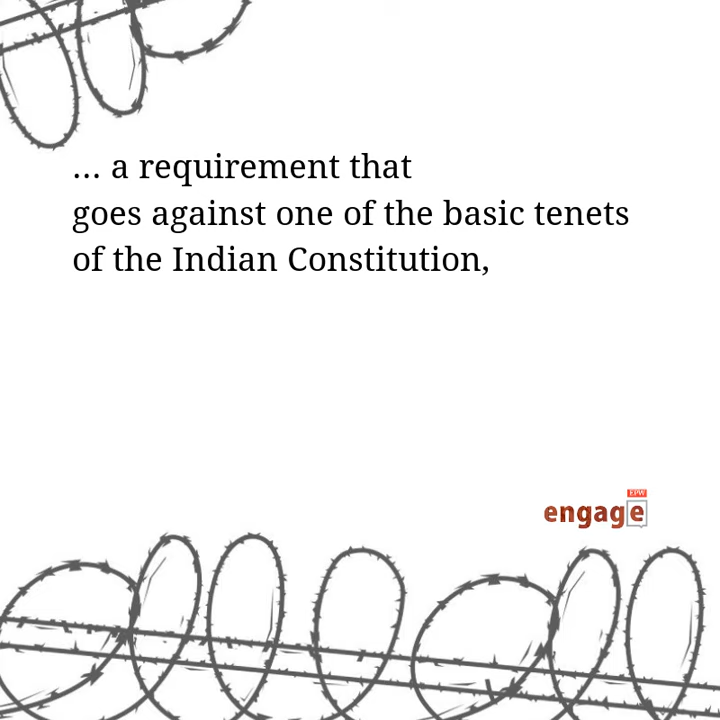 ... a requirement that
goes against one of the basic tenets
of the Indian Constitution,
EPW
engage